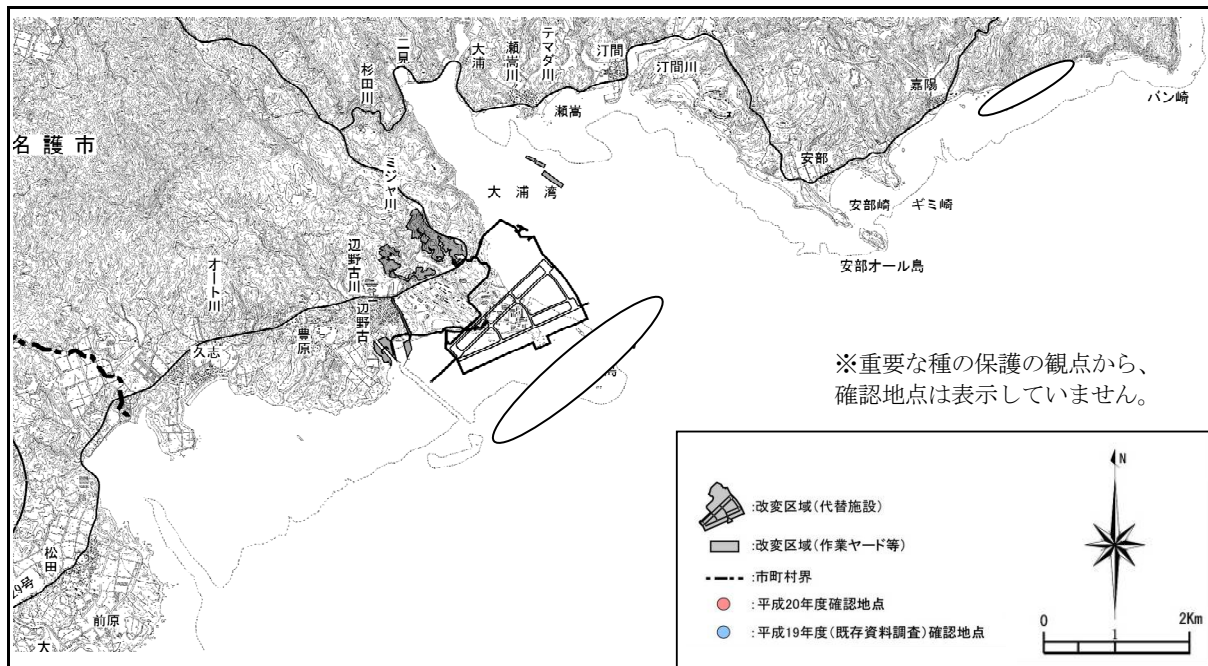 名護市
杉田川
二見
大浦
瀬嵩川
テマダ川
汀間
汀間川
瀬嵩
嘉陽
バン崎
安部
安部崎
ギミ崎
安部オール島
大浦湾
ミジャ川
辺野古川
辺野古
オート川
豊原
久志
松田
29号
前原
大
※重要な種の保護の観点から、
確認地点は表示していません。
:改変区域(代替施設)
:改変区域(作業ヤード等)
:市町村界
:平成20年度確認地点
:平成19年度(既存資料調査)確認地点
N
0 1 2Km